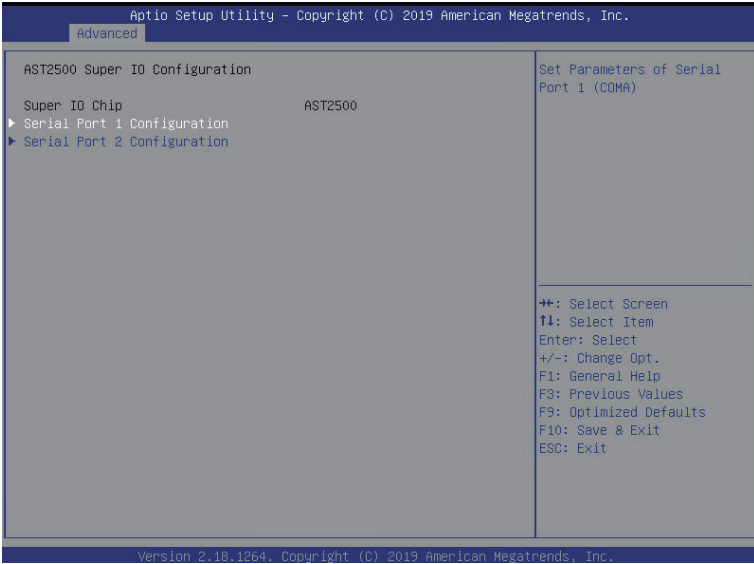 Aptio Setup Utility – Copyright (C) 2019 American Megatrends, Inc.
Advanced
AST2500 Super IO Configuration
Super IO Chip AST2500
Serial Port 1 Configuration
Serial Port 2 Configuration
Set Parameters of Serial
Port 1 (COMA)
→←: Select Screen
↑↓: Select Item
Enter: Select
+/-: Change Opt.
F1: General Help
F3: Previous Values
F9: Optimized Defaults
F10: Save & Exit
ESC: Exit
Version 2.18.1264. Copyright (C) 2019 American Megatrends, Inc.